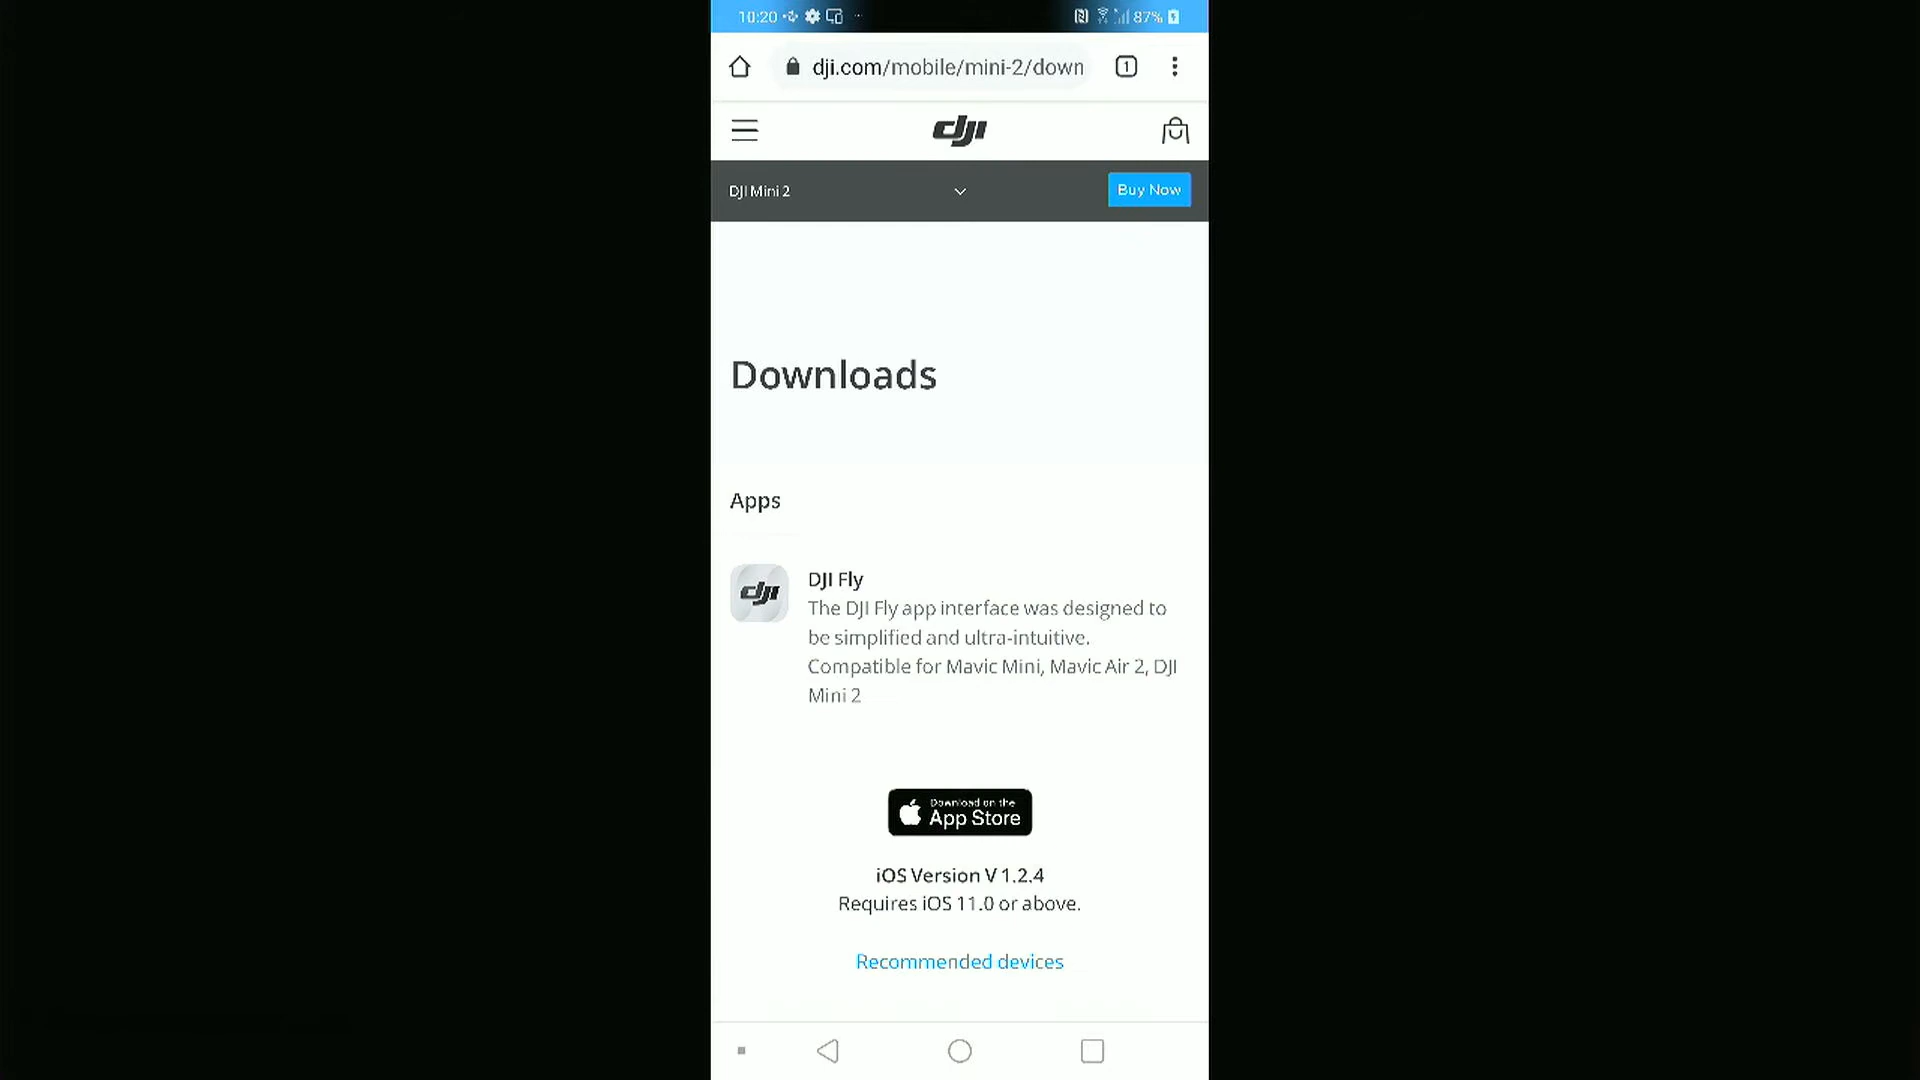 10:20
87%
dji.com/mobile/mini-2/down
1
dji
DJI Mini 2
Buy Now
Downloads
Apps
dji
DJI Fly
The DJI Fly app interface was designed to
be simplified and ultra-intuitive.
Compatible for Mavic Mini, Mavic Air 2, DJI
Mini 2
Download on the
App Store
iOS Version V 1.2.4
Requires iOS 11.0 or above.
Recommended devices